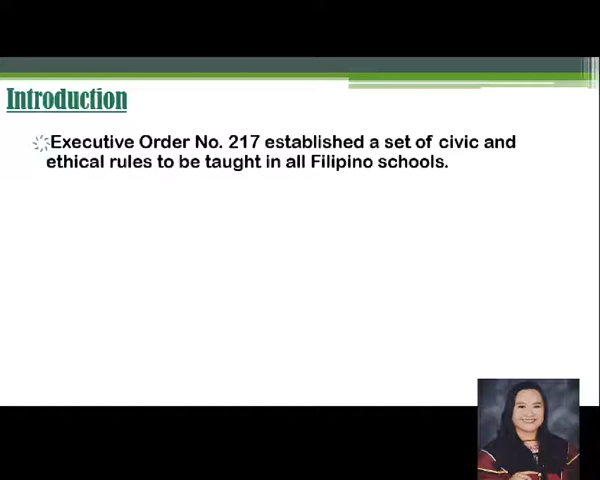 Introduction
Executive Order No. 217 established a set of civic and
ethical rules to be taught in all Filipino schools.